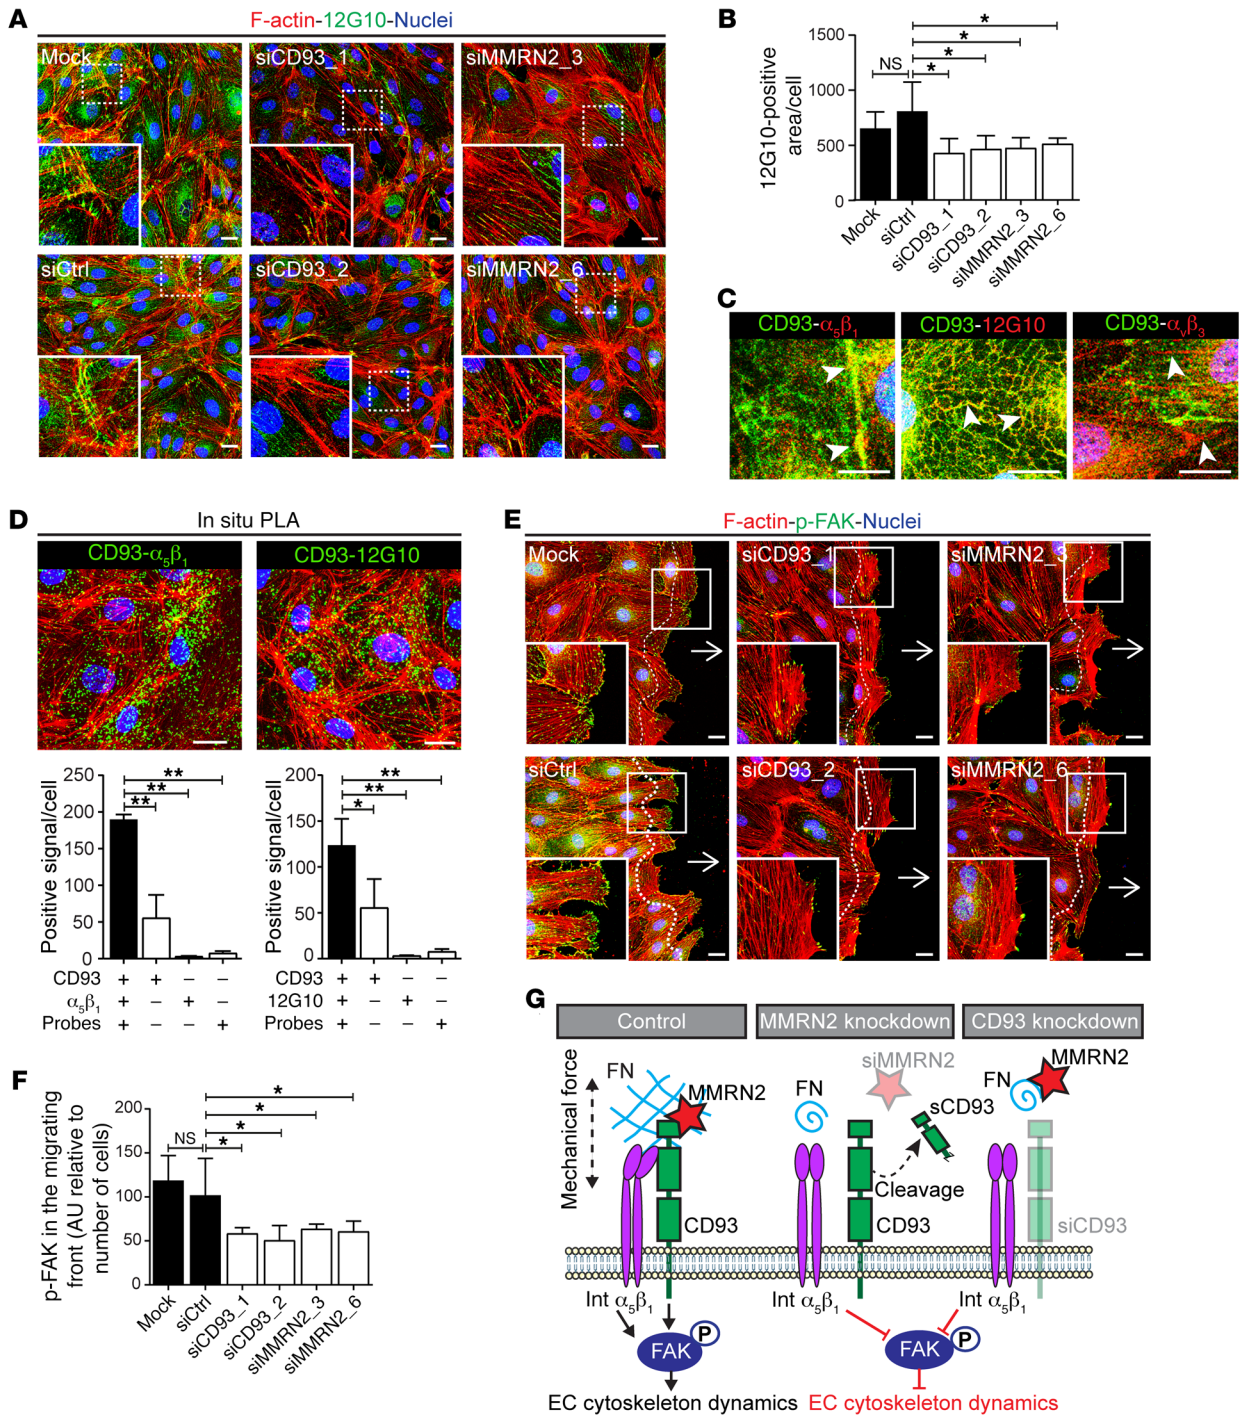 A
F-actin-12G10-Nuclei
Mock
siCD93_1
siMMRN2_3
siCtrl
siCD93_2
siMMRN2_6
B
12G10-positive
area/cell
1500
1000
500
0
NS
*
*
*
*
Mock
siCtrl
siCD93_1
siCD93_2
siMMRN2_3
siMMRN2_6
C
CD93-α5β1
CD93-12G10
CD93-αvβ3
D
In situ PLA
CD93-α5β1
CD93-12G10
Positive signal/cell
250
200
150
100
50
0
**
**
**
CD93 + + – –
α5β1 + – + –
Probes + – – +
Positive signal/cell
200
150
100
50
0
**
**
*
CD93 + + – –
12G10 + – + –
Probes + – – +
E
F-actin-p-FAK-Nuclei
Mock
siCD93_1
siMMRN2_3
siCtrl
siCD93_2
siMMRN2_6
F
p-FAK in the migrating
front (AU relative to
number of cells)
200
150
100
50
0
NS
*
*
*
*
Mock
siCtrl
siCD93_1
siCD93_2
siMMRN2_3
siMMRN2_6
G
Control
MMRN2 knockdown
CD93 knockdown
Mechanical force
FN
MMRN2
CD93
Int α5β1
FAK
P
EC cytoskeleton dynamics
siMMRN2
FN
sCD93
Cleavage
CD93
Int α5β1
MMRN2
FN
siCD93
Int α5β1
FAK
P
EC cytoskeleton dynamics